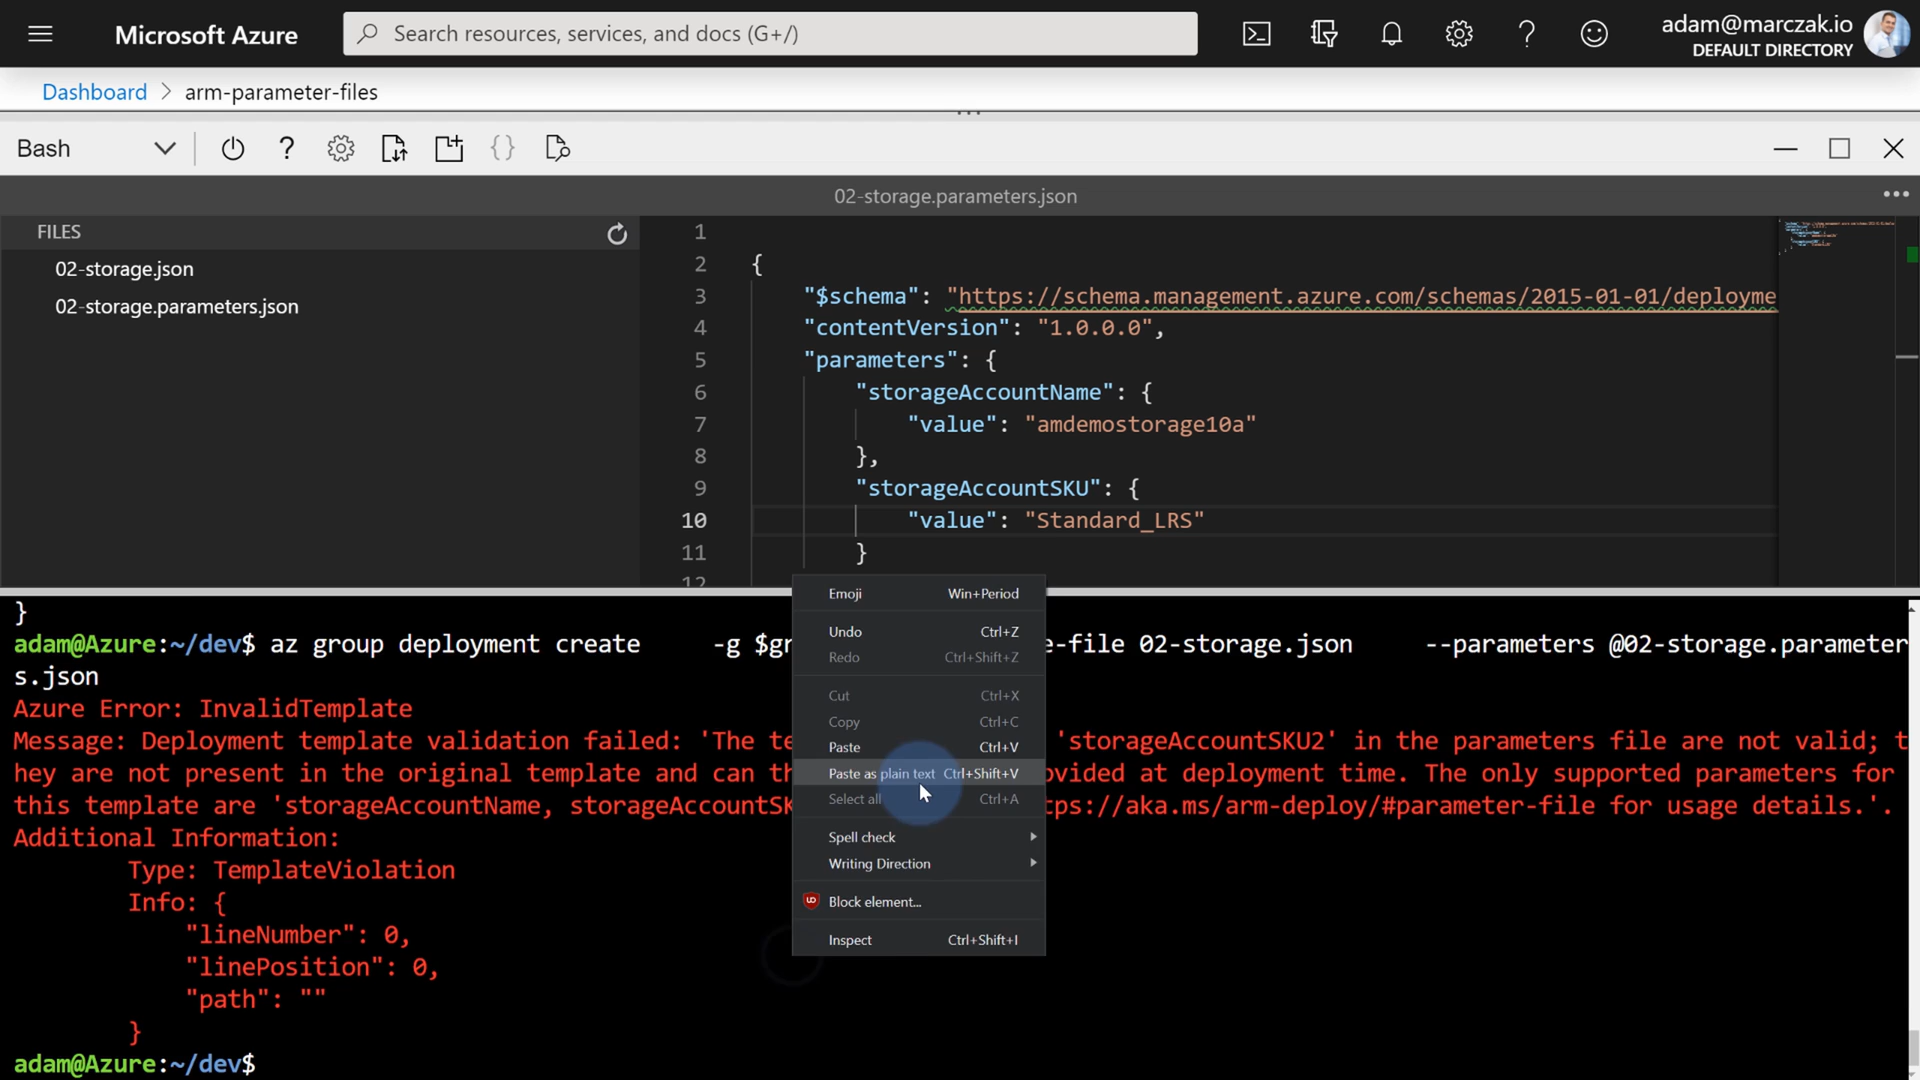 Microsoft Azure
Search resources, services, and docs (G+/)
adam@marczak.io
DEFAULT DIRECTORY
Dashboard > arm-parameter-files
Bash
02-storage.parameters.json
FILES
02-storage.json
02-storage.parameters.json
1
2 {
3 "$schema": "https://schema.management.azure.com/schemas/2015-01-01/deployme
4 "contentVersion": "1.0.0.0",
5 "parameters": {
6 "storageAccountName": {
7 "value": "amdemostorage10a"
8 },
9 "storageAccountSKU": {
10 "value": "Standard_LRS"
11 }
12
}
adam@Azure:~/dev$ az group deployment create -g $gr e-file 02-storage.json --parameters @02-storage.parameter
s.json
Azure Error: InvalidTemplate
Message: Deployment template validation failed: 'The te 'storageAccountSKU2' in the parameters file are not valid; t
hey are not present in the original template and can th ovided at deployment time. The only supported parameters for
this template are 'storageAccountName, storageAccountSK tps://aka.ms/arm-deploy/#parameter-file for usage details.'.
Additional Information:
Type: TemplateViolation
Info: {
"lineNumber": 0,
"linePosition": 0,
"path": ""
}
adam@Azure:~/dev$
Emoji Win+Period
Undo Ctrl+Z
Redo Ctrl+Shift+Z
Cut Ctrl+X
Copy Ctrl+C
Paste Ctrl+V
Paste as plain text Ctrl+Shift+V
Select all Ctrl+A
Spell check
Writing Direction
Block element...
Inspect Ctrl+Shift+I